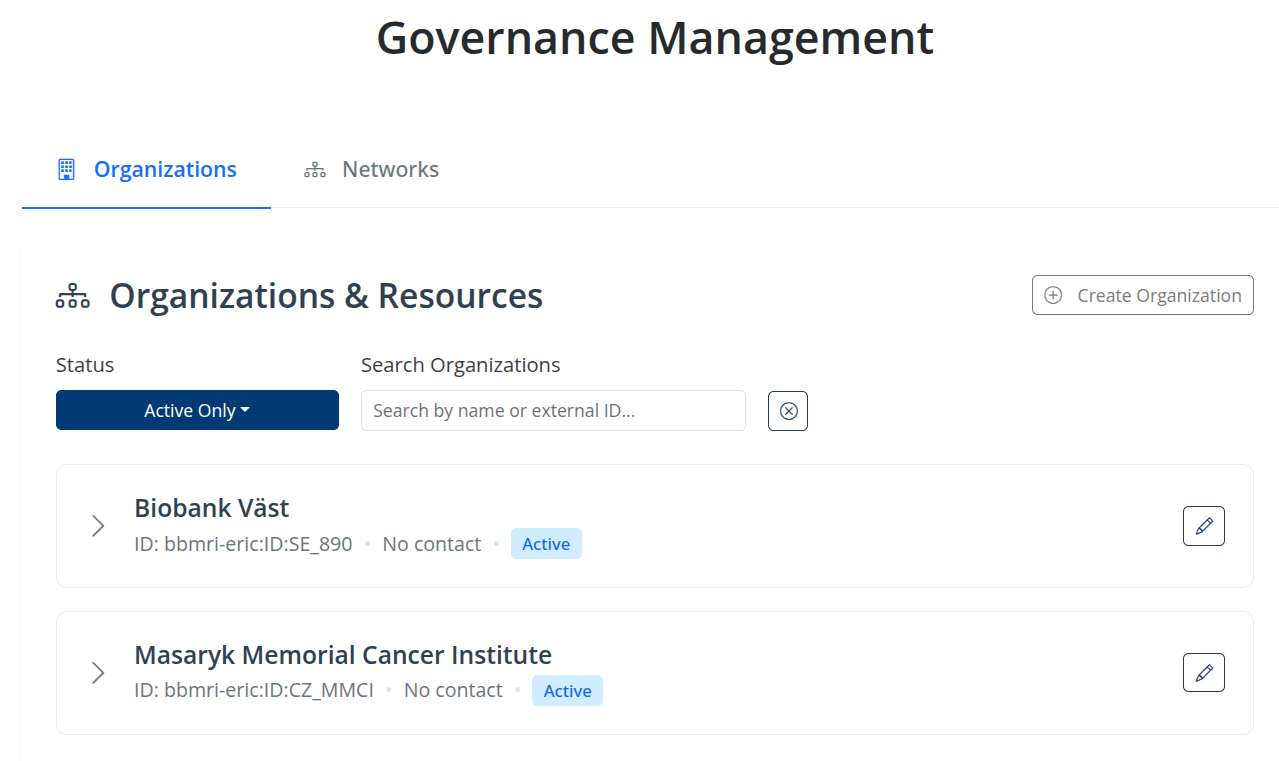 Governance Management
Organizations Networks
Organizations & Resources
Create Organization
Status Search Organizations
Active Only Search by name or external ID...
Biobank Väst
ID: bbmri-eric:ID:SE_890 • No contact • Active
Masaryk Memorial Cancer Institute
ID: bbmri-eric:ID:CZ_MMCI • No contact • Active